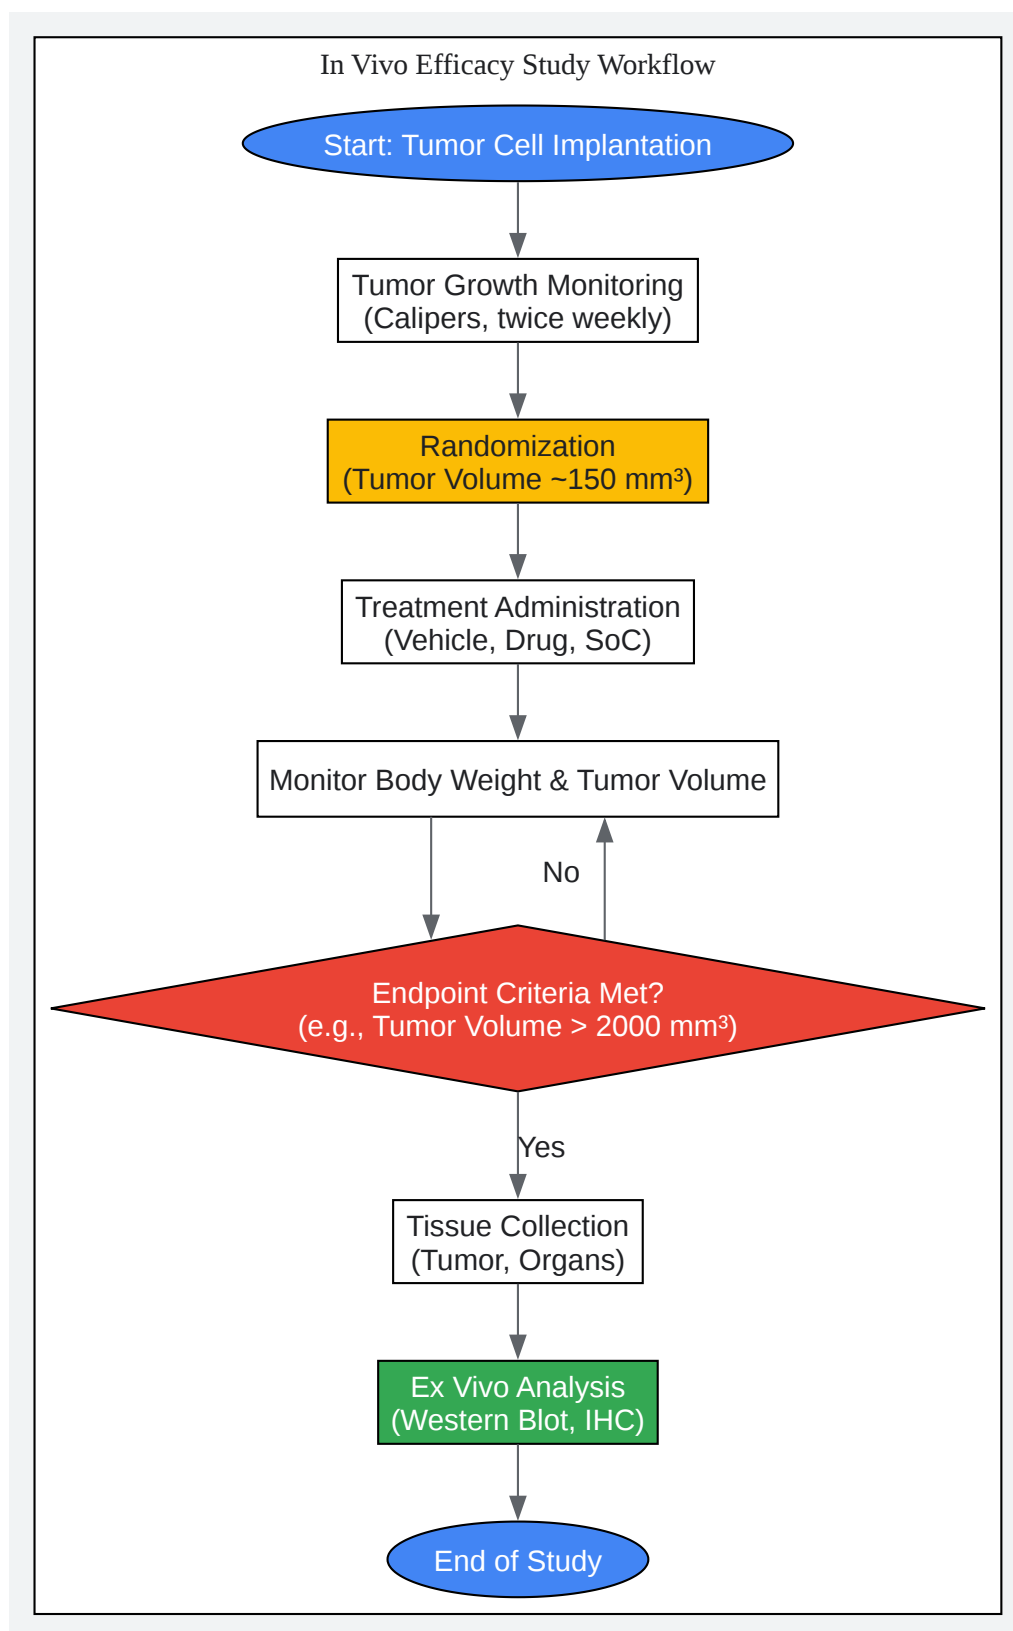 In Vivo Efficacy Study Workflow
Start: Tumor Cell Implantation
Tumor Growth Monitoring
(Calipers, twice weekly)
Randomization
(Tumor Volume ~150 mm³)
Treatment Administration
(Vehicle, Drug, SoC)
Monitor Body Weight & Tumor Volume
No
Endpoint Criteria Met?
(e.g., Tumor Volume > 2000 mm³)
Yes
Tissue Collection
(Tumor, Organs)
Ex Vivo Analysis
(Western Blot, IHC)
End of Study